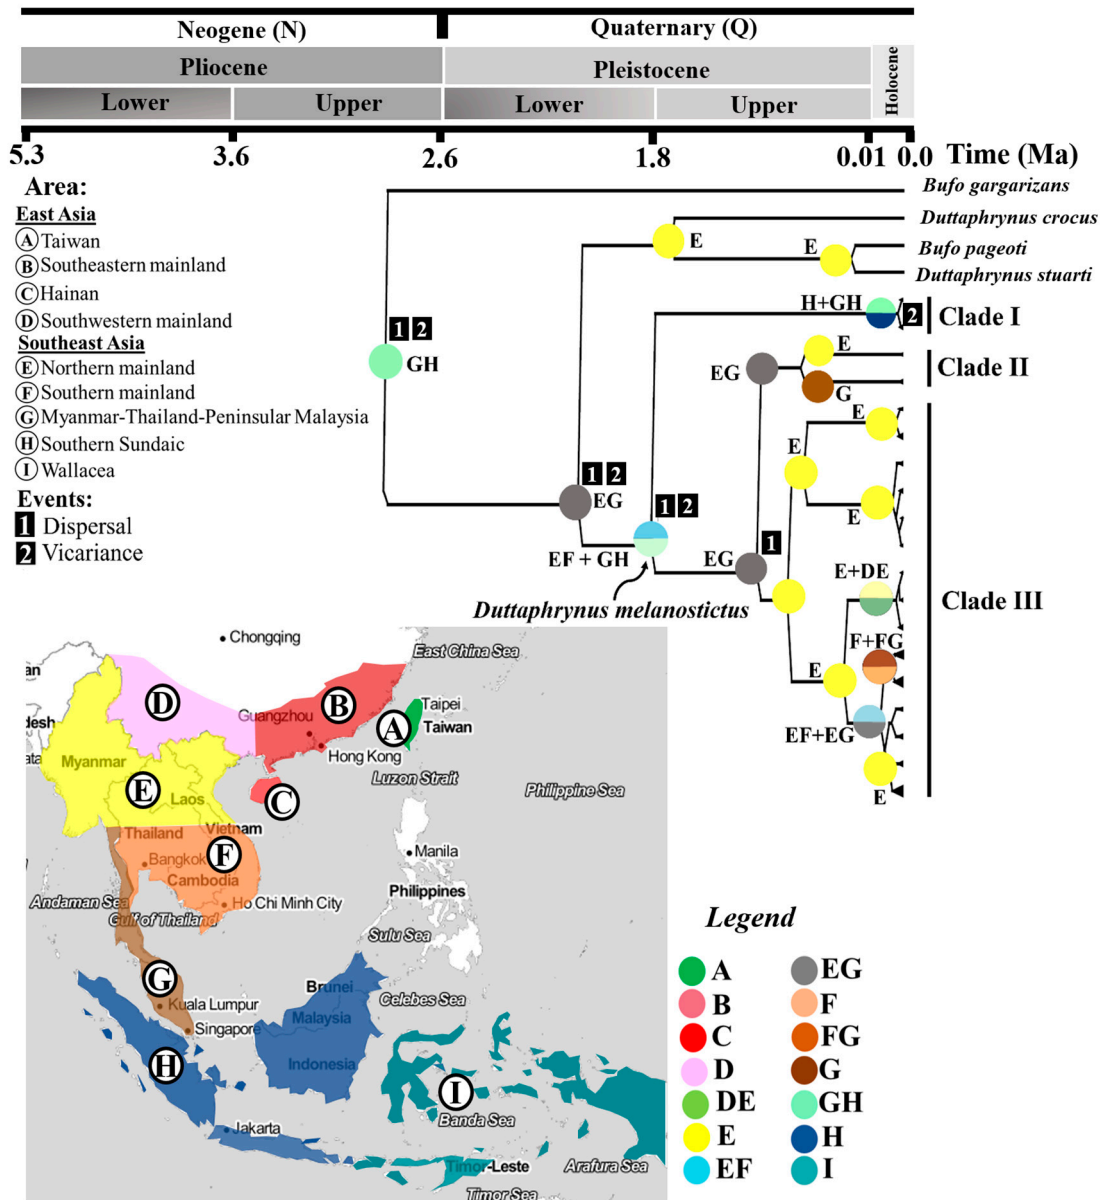 Neogene (N) Quaternary (Q)
Pliocene Pleistocene Holocene
Lower Upper Lower Upper
5.3 3.6 2.6 1.8 0.01 0.0 Time (Ma)
Area:
East Asia
A Taiwan
B Southeastern mainland
C Hainan
D Southwestern mainland
Southeast Asia
E Northern mainland
F Southern mainland
G Myanmar-Thailand-Peninsular Malaysia
H Southern Sundaic
I Wallacea
Events:
1 Dispersal
2 Vicariance
Bufo gargarizans
Duttaphrynus crocus
E
Bufo pageoti
E
Duttaphrynus stuarti
H+GH
2
Clade I
1 2
GH
E
EG
G
Clade II
E
E
1 2
EG
E
1 2
EF + GH
EG
1
Duttaphrynus melanostictus
E+DE
Clade III
F+FG
E
EF+EG
E
Chongqing
East China Sea
D
B
A
Taipei
Taiwan
Guangzhou
Hong Kong
Luzon Strait
Philippine Sea
Myanmar
E
Laos
C
Thailand
Vietnam
F
Bangkok
Cambodia
Manila
Philippines
Andaman Sea
Gulf of Thailand
Ho Chi Minh City
Sulu Sea
G
Kuala Lumpur
Singapore
Brunei
Malaysia
Celebes Sea
H
Indonesia
I
Banda Sea
Jakarta
Timor-Leste
Arafura Sea
Timor Sea
Legend
A EG
B F
C FG
D G
DE GH
E H
EF I